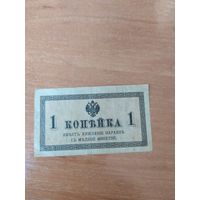 1 КОПѢЙКА 1
ИМѢЕТЪ ХОЖДЕНІЕ НАРАВНѢ
СЪ МѢДНОЙ МОНЕТОЙ.